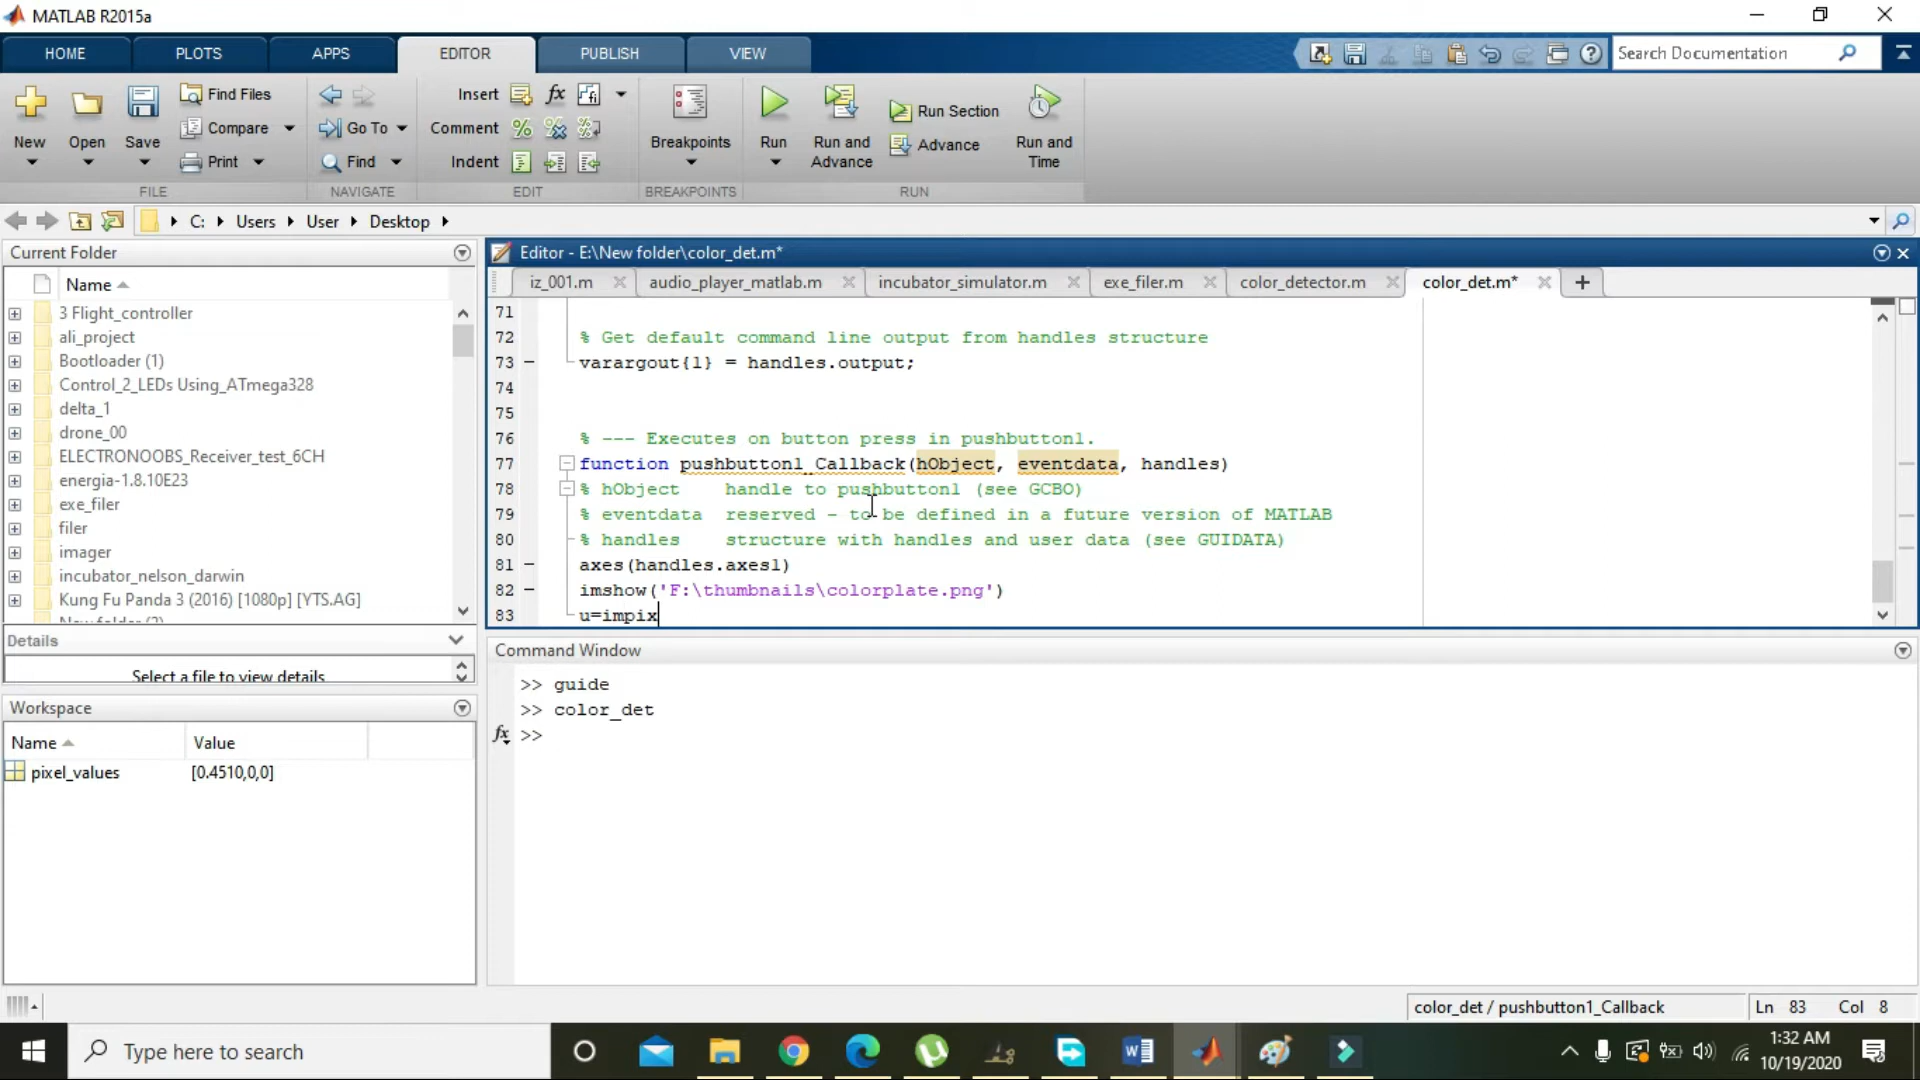 MATLAB R2015a
HOME
PLOTS
APPS
EDITOR
PUBLISH
VIEW
Search Documentation
New
Open
Save
Find Files
Compare
Print
FILE
Go To
Find
NAVIGATE
Insert
Comment
Indent
EDIT
Breakpoints
BREAKPOINTS
Run
Run and Advance
Run Section
Advance
Run and Time
RUN
C: Users User Desktop
Current Folder
Name
3 Flight_controller
ali_project
Bootloader (1)
Control_2_LEDs Using_ATmega328
delta_1
drone_00
ELECTRONOOBS_Receiver_test_6CH
energia-1.8.10E23
exe_filer
filer
imager
incubator_nelson_darwin
Kung Fu Panda 3 (2016) [1080p] [YTS.AG]
Details
Select a file to view details
Workspace
Name Value
pixel_values [0.4510,0,0]
Editor - E:\New folder\color_det.m*
iz_001.m
audio_player_matlab.m
incubator_simulator.m
exe_filer.m
color_detector.m
color_det.m*
71
72 % Get default command line output from handles structure
73 – varargout{1} = handles.output;
74
75
76 % --- Executes on button press in pushbutton1.
77 function pushbutton1_Callback(hObject, eventdata, handles)
78 % hObject handle to pushbutton1 (see GCBO)
79 % eventdata reserved - to be defined in a future version of MATLAB
80 % handles structure with handles and user data (see GUIDATA)
81 – axes(handles.axes1)
82 – imshow('F:\thumbnails\colorplate.png')
83 u=impix
Command Window
>> guide
>> color_det
fx >>
color_det / pushbutton1_Callback
Ln 83 Col 8
Type here to search
1:32 AM
10/19/2020